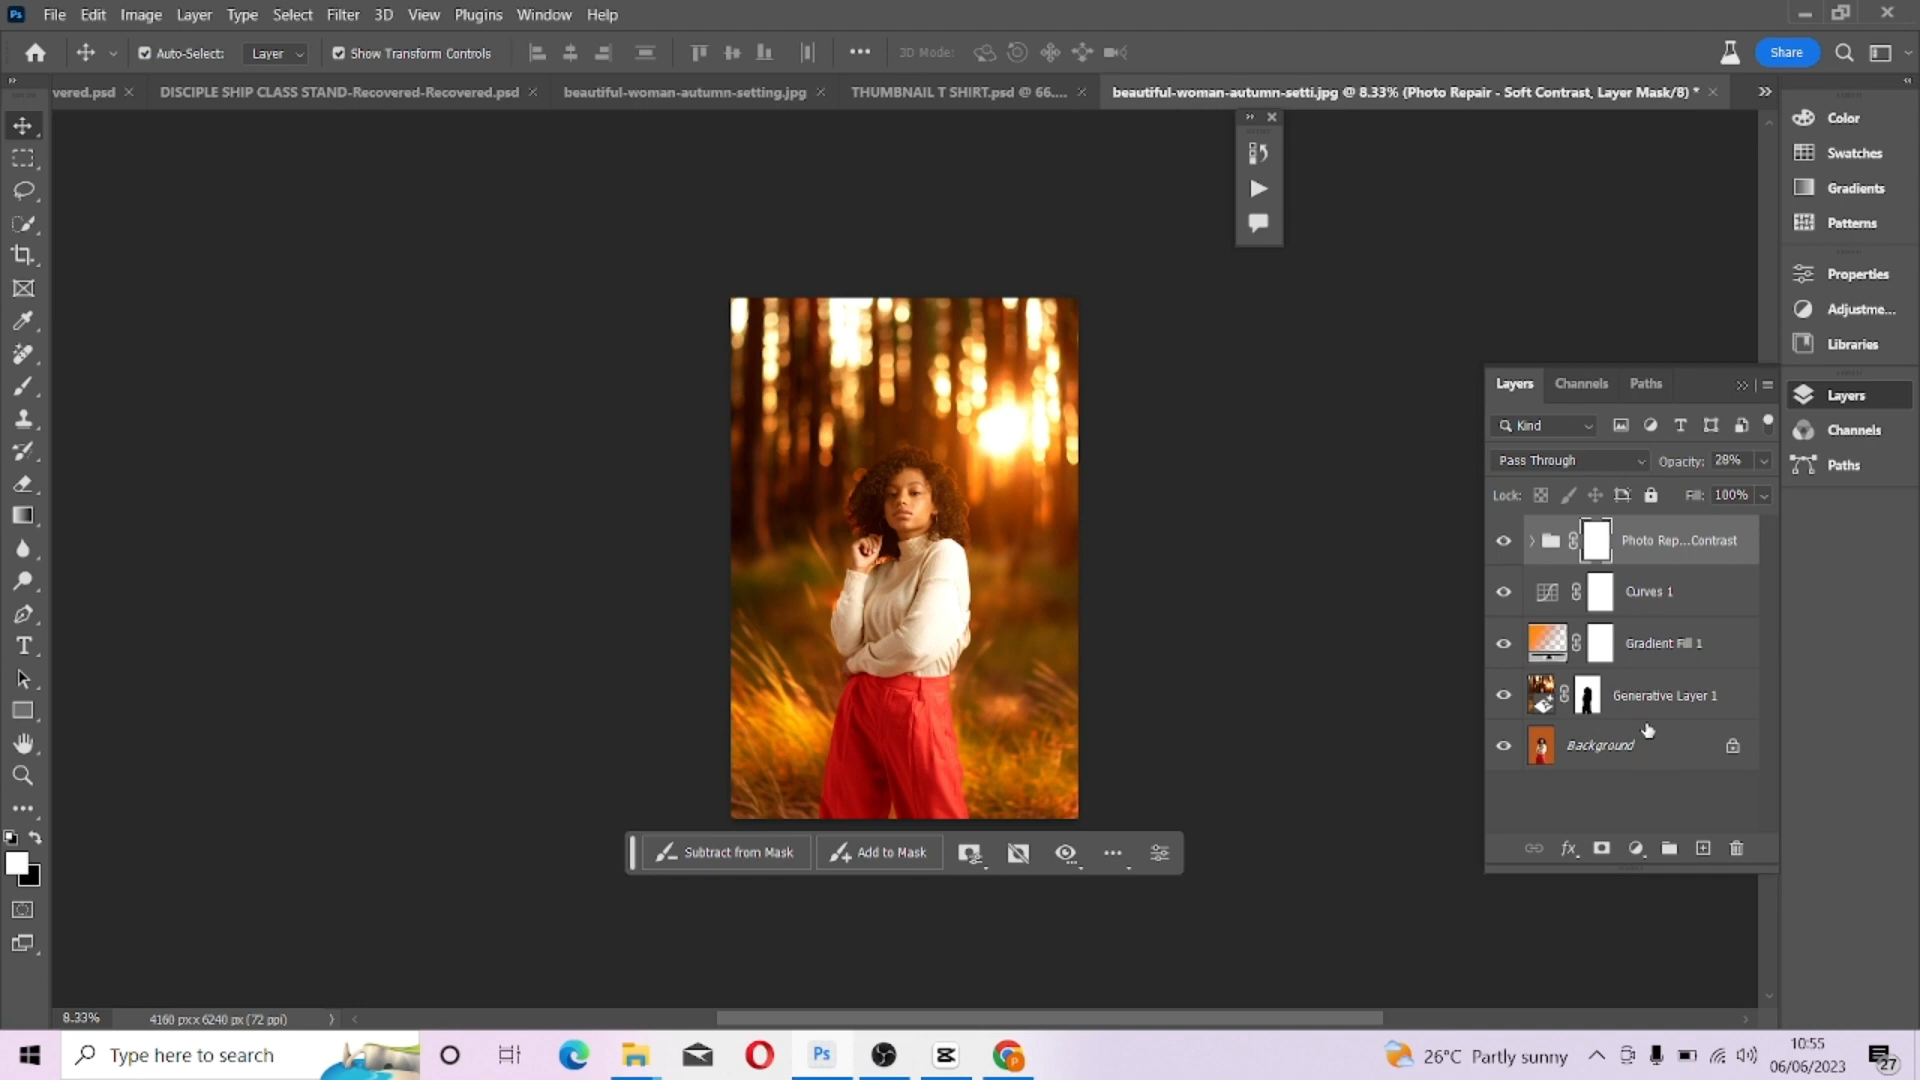 Ps File Edit Image Layer Type Select Filter 3D View Plugins Window Help
Auto-Select: Layer Show Transform Controls 3D Mode: Share
vered.psd × DISCIPLE SHIP CLASS STAND-Recovered-Recovered.psd × beautiful-woman-autumn-setting.jpg × THUMBNAIL T SHIRT.psd @ 66.... × beautiful-woman-autumn-setti.jpg @ 8.33% (Photo Repair - Soft Contrast, Layer Mask/8) * ×
Color
Swatches
Gradients
Patterns
Properties
Adjustme...
Libraries
Layers
Channels
Paths
Layers Channels Paths
Kind
Pass Through Opacity: 28%
Lock: Fill: 100%
Photo Rep...Contrast
Curves 1
Gradient Fill 1
Generative Layer 1
Background
Subtract from Mask Add to Mask
8.33% 4160 px x 6240 px (72 ppi)
Type here to search
Ps
26°C Partly sunny
10:55
06/06/2023
27